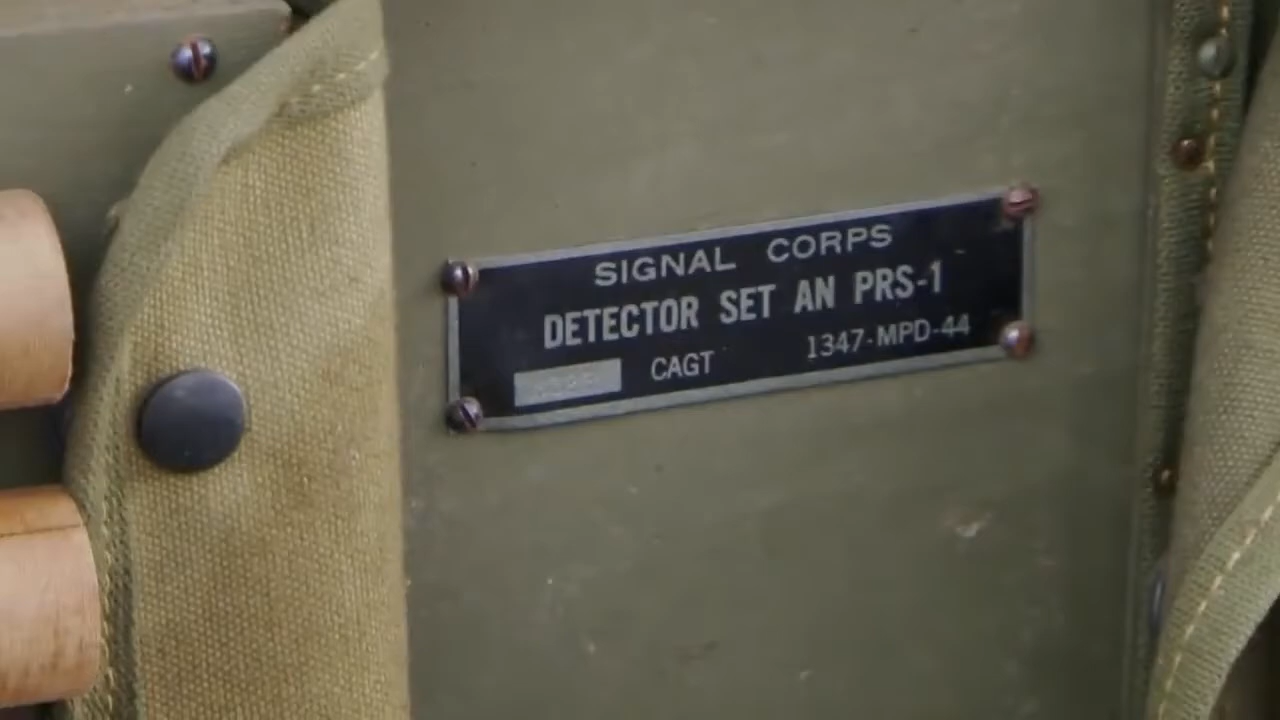 SIGNAL CORPS
DETECTOR SET AN PRS-1
CAGT 1347-MPD-44